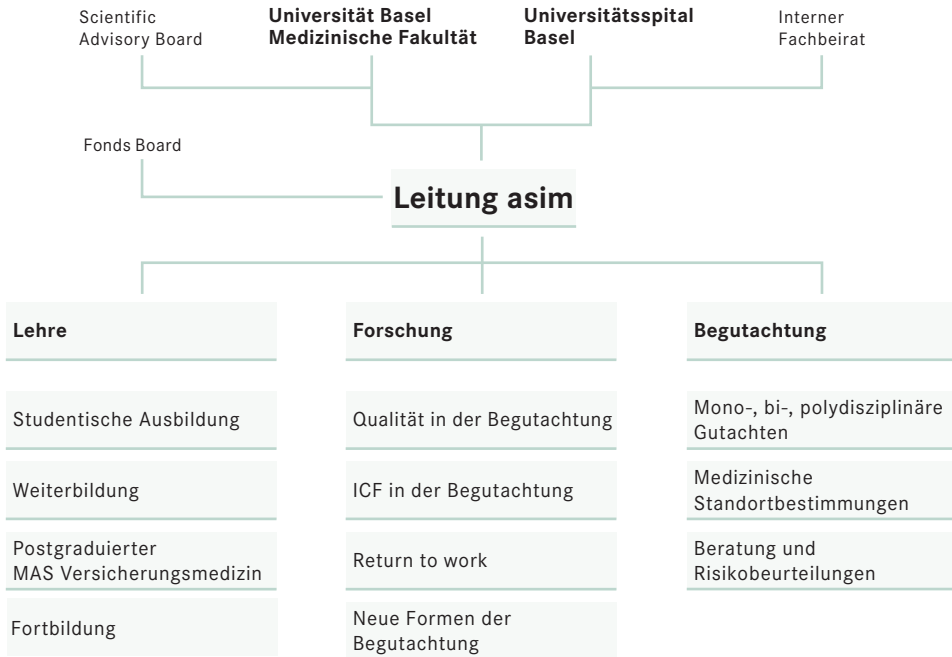 Scientific
Advisory Board
Universität Basel
Medizinische Fakultät
Universitätsspital
Basel
Interner
Fachbeirat
Fonds Board
Leitung asim
Lehre
Studentische Ausbildung
Weiterbildung
Postgraduierter
MAS Versicherungsmedizin
Fortbildung
Forschung
Qualität in der Begutachtung
ICF in der Begutachtung
Return to work
Neue Formen der
Begutachtung
Begutachtung
Mono-, bi-, polydisziplinäre
Gutachten
Medizinische
Standortbestimmungen
Beratung und
Risikobeurteilungen